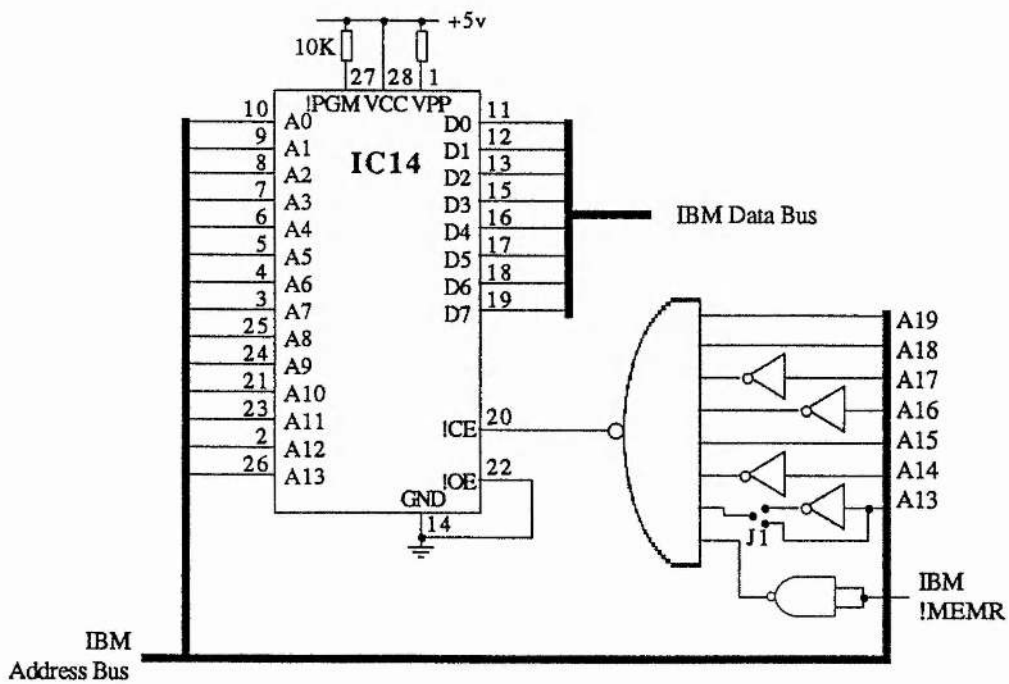 +5v
10K
27 28 1
!PGM VCC VPP
IC14
10 A0
9 A1
8 A2
7 A3
6 A4
5 A5
4 A6
3 A7
25 A8
24 A9
21 A10
23 A11
2 A12
26 A13
D0 11
D1 12
D2 13
D3 15
D4 16
D5 17
D6 18
D7 19
IBM Data Bus
!CE 20
!OE 22
GND
14
A19
A18
A17
A16
A15
A14
A13
J1
IBM
!MEMR
IBM
Address Bus